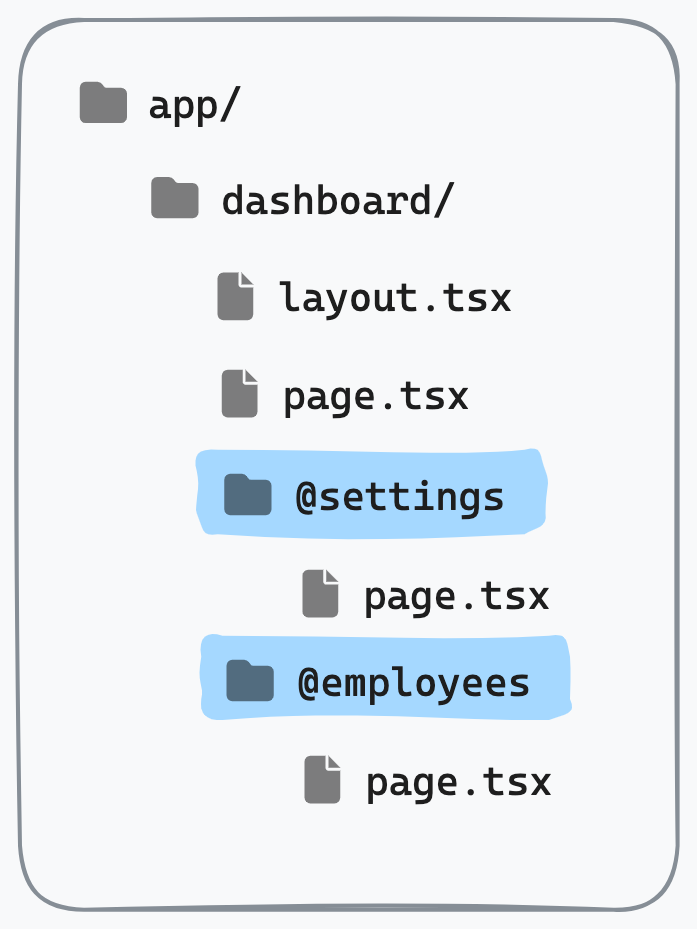 app/
dashboard/
layout.tsx
page.tsx
@settings
page.tsx
@employees
page.tsx